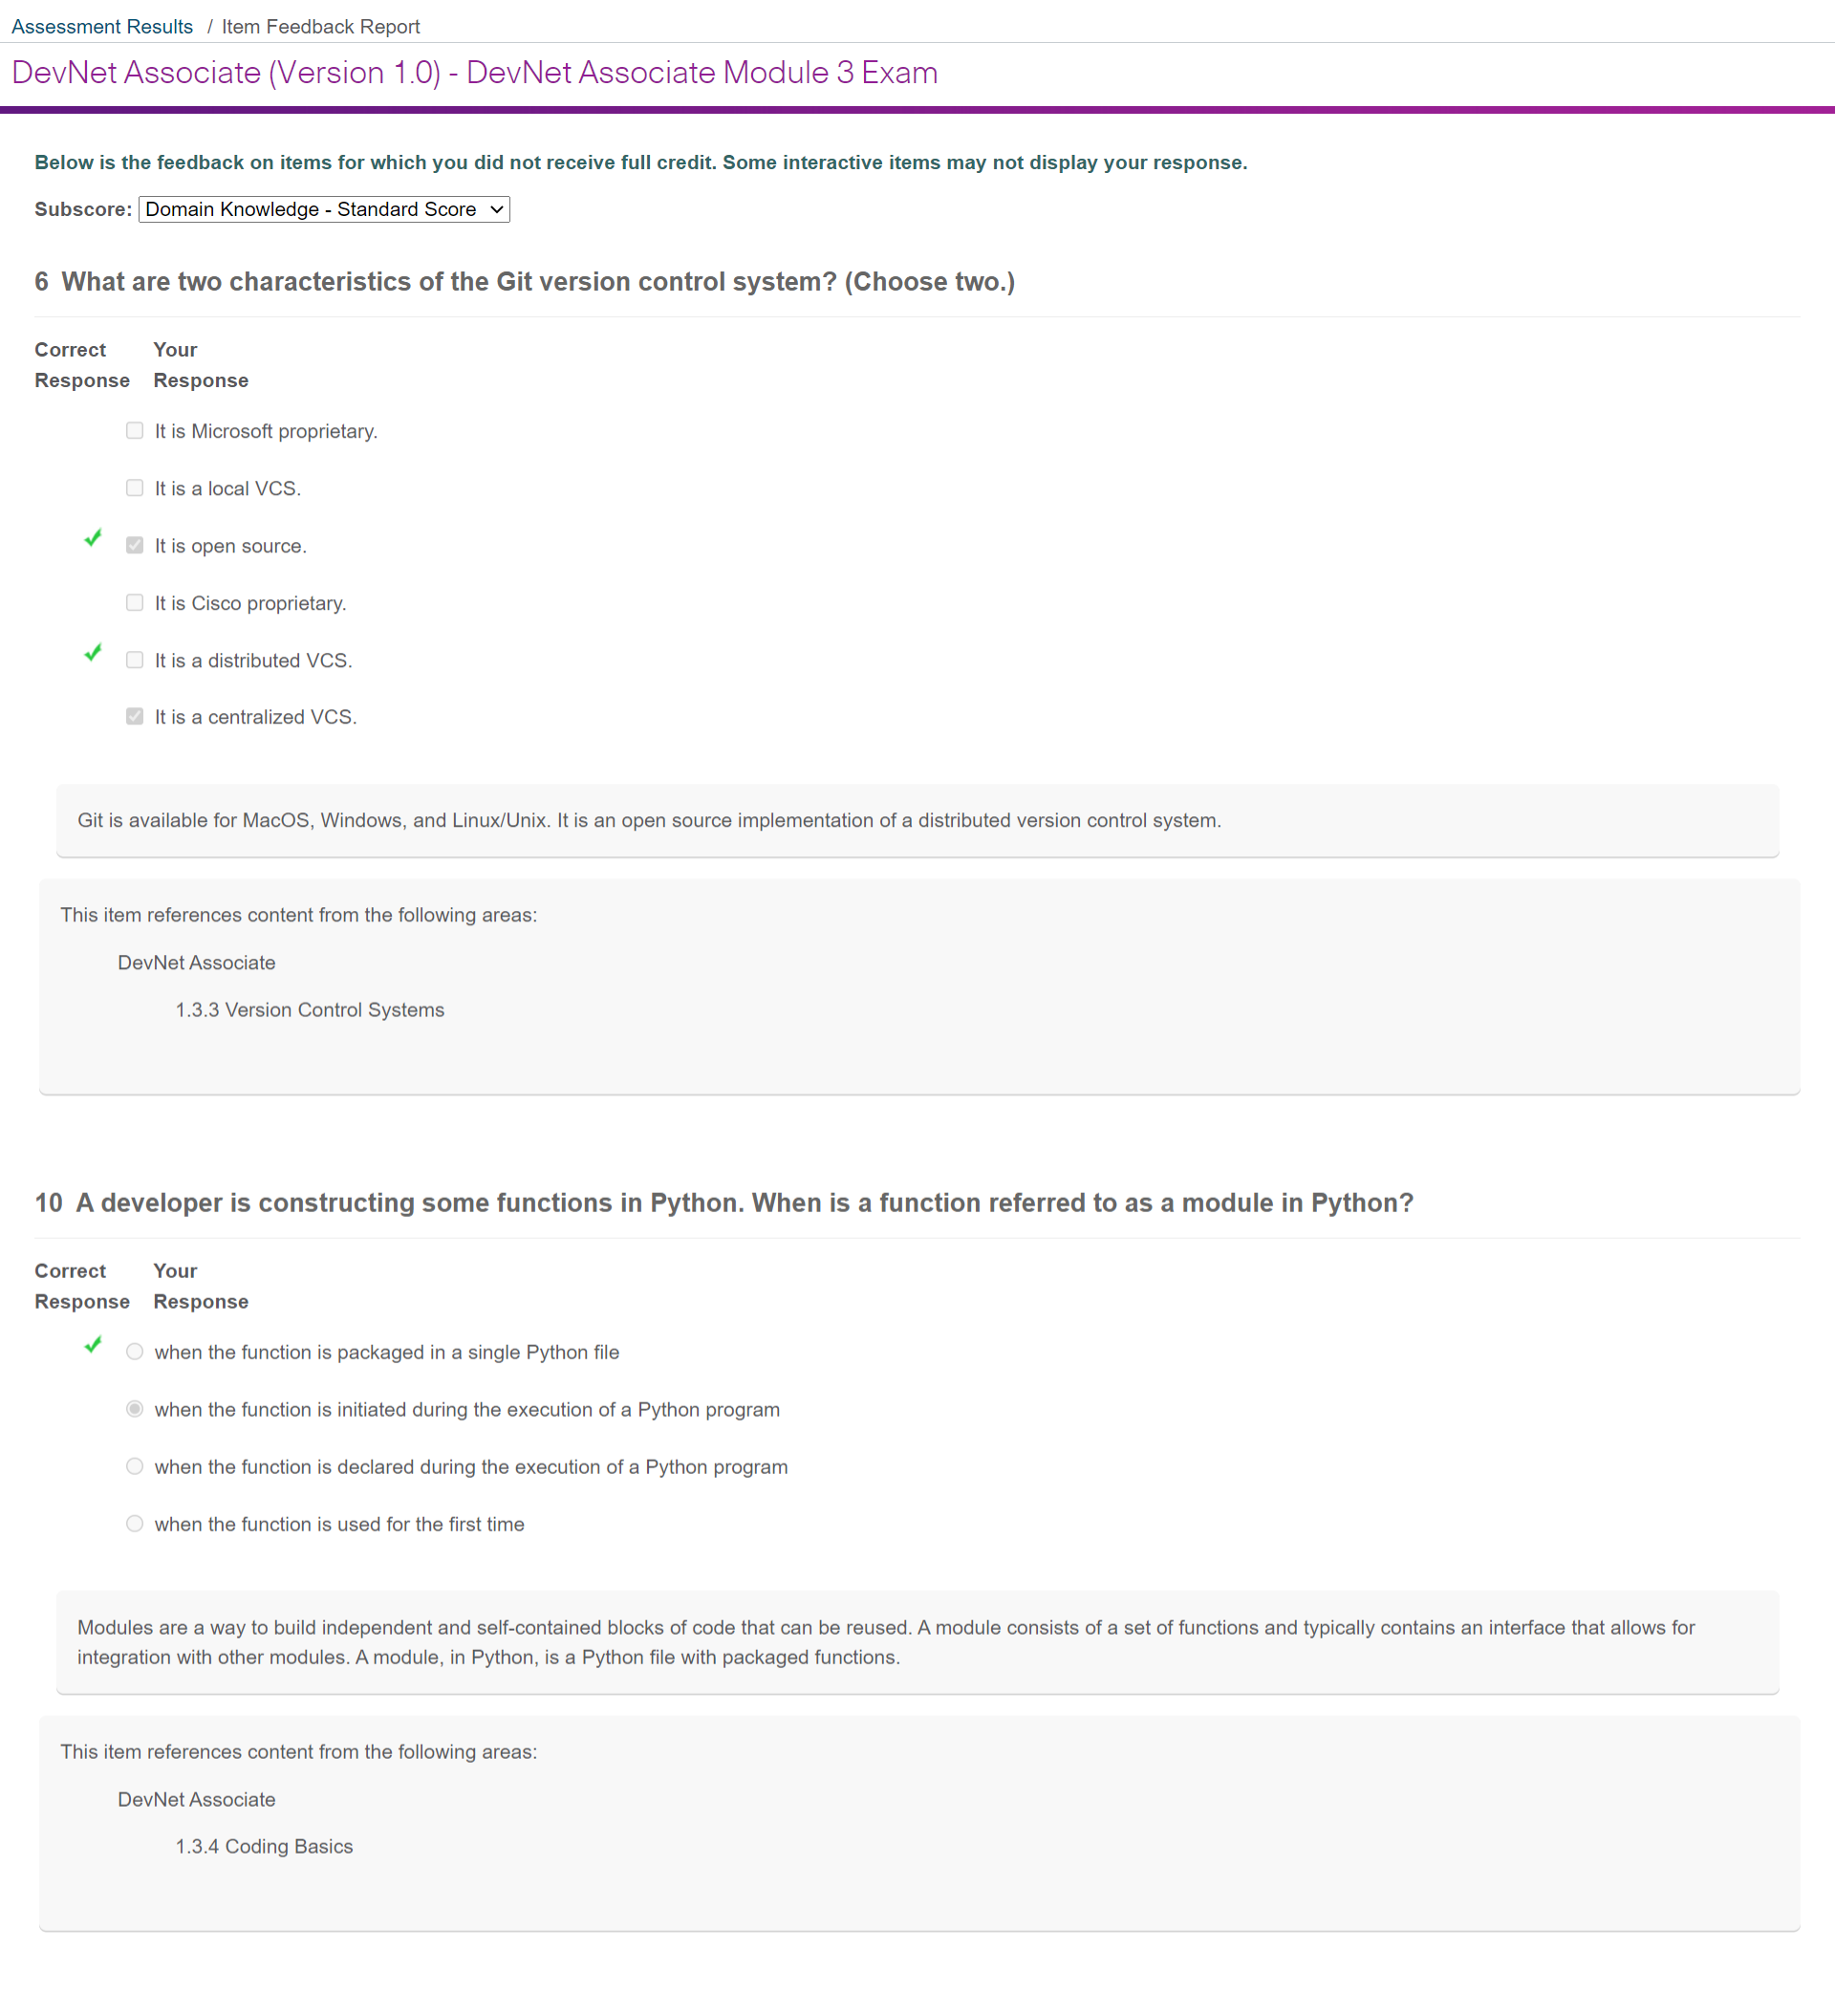 Assessment Results / Item Feedback Report
DevNet Associate (Version 1.0) - DevNet Associate Module 3 Exam
Below is the feedback on items for which you did not receive full credit. Some interactive items may not display your response.
Subscore: Domain Knowledge - Standard Score
6 What are two characteristics of the Git version control system? (Choose two.)
Correct Your
Response Response
It is Microsoft proprietary.
It is a local VCS.
It is open source.
It is Cisco proprietary.
It is a distributed VCS.
It is a centralized VCS.
Git is available for MacOS, Windows, and Linux/Unix. It is an open source implementation of a distributed version control system.
This item references content from the following areas:
DevNet Associate
1.3.3 Version Control Systems
10 A developer is constructing some functions in Python. When is a function referred to as a module in Python?
Correct Your
Response Response
when the function is packaged in a single Python file
when the function is initiated during the execution of a Python program
when the function is declared during the execution of a Python program
when the function is used for the first time
Modules are a way to build independent and self-contained blocks of code that can be reused. A module consists of a set of functions and typically contains an interface that allows for
integration with other modules. A module, in Python, is a Python file with packaged functions.
This item references content from the following areas:
DevNet Associate
1.3.4 Coding Basics